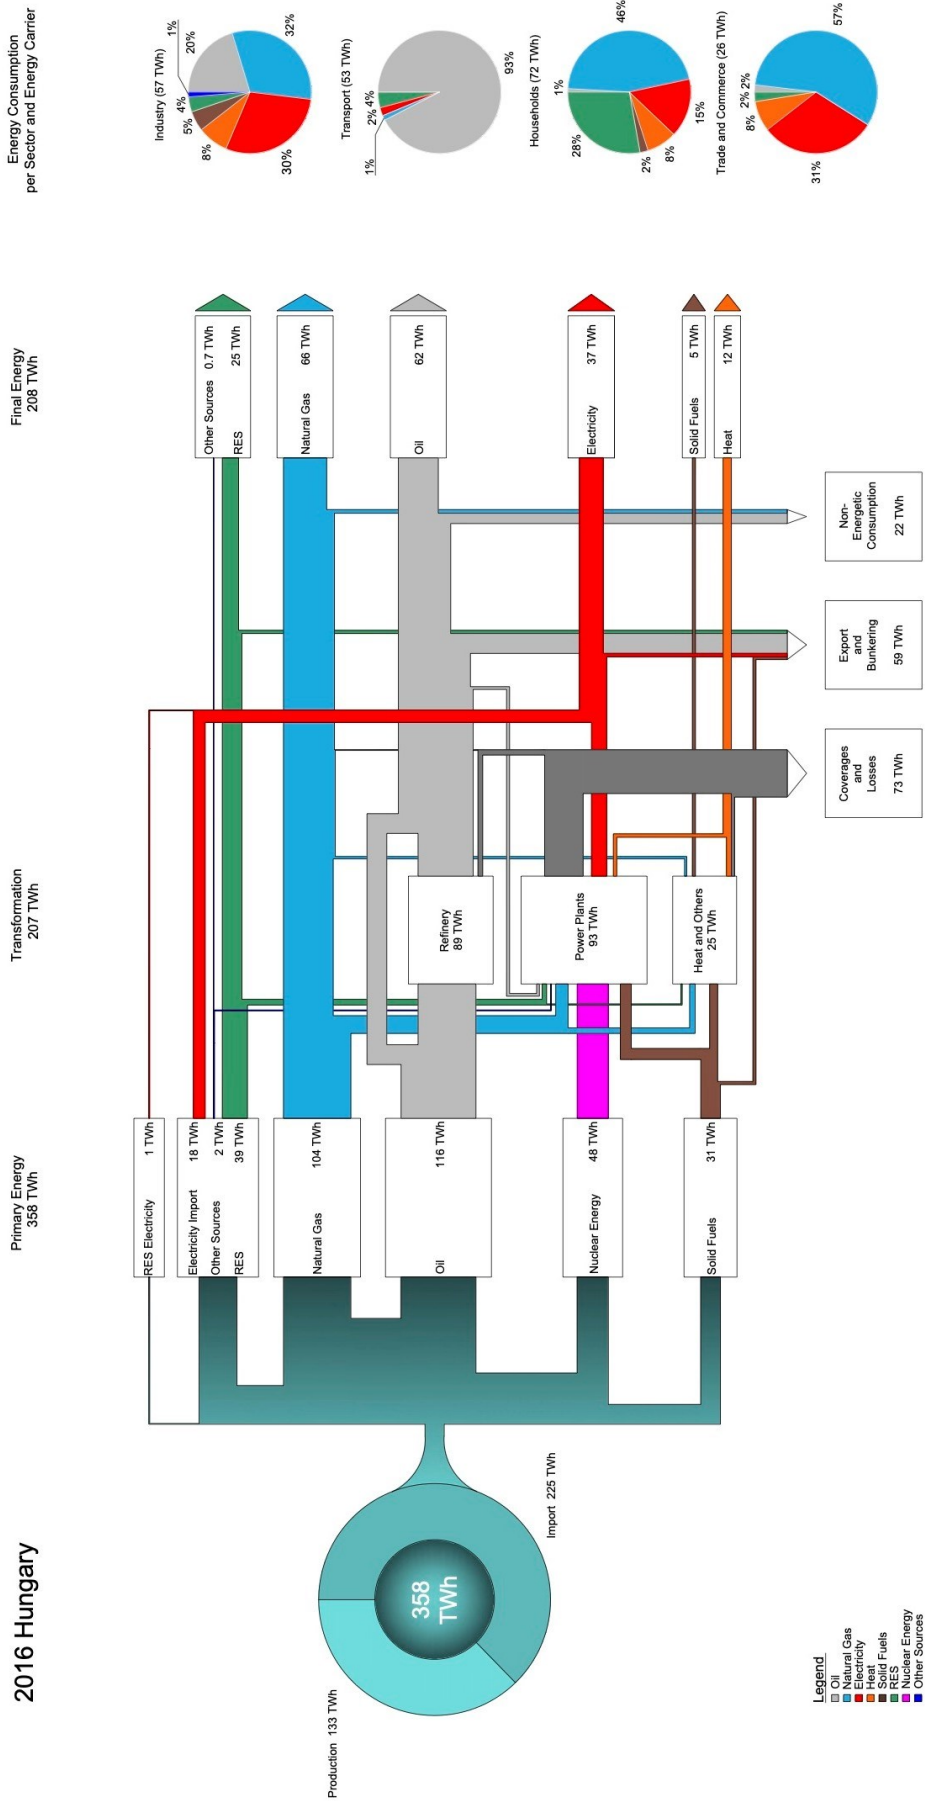 2016 Hungary
Primary Energy
358 TWh
Transformation
207 TWh
Final Energy
208 TWh
Energy Consumption
per Sector and Energy Carrier
Production 133 TWh
358
TWh
Import 225 TWh
RES Electricity 1 TWh
Electricity Import 18 TWh
Other Sources 2 TWh
RES 39 TWh
Natural Gas 104 TWh
Oil 116 TWh
Nuclear Energy 48 TWh
Solid Fuels 31 TWh
Refinery
89 TWh
Power Plants
93 TWh
Heat and Others
25 TWh
Other Sources 0.7 TWh
RES 25 TWh
Natural Gas 66 TWh
Oil 62 TWh
Electricity 37 TWh
Solid Fuels 5 TWh
Heat 12 TWh
Coverages
and
Losses
73 TWh
Export
and
Bunkering
59 TWh
Non-
Energetic
Consumption
22 TWh
Industry (57 TWh)
1%
20%
32%
4%
5%
8%
30%
Transport (53 TWh)
93%
4%
2%
1%
Households (72 TWh)
46%
1%
28%
2%
8%
15%
Trade and Commerce (26 TWh)
57%
2%
2%
8%
31%
Legend
Oil
Natural Gas
Electricity
Heat
Solid Fuels
RES
Nuclear Energy
Other Sources